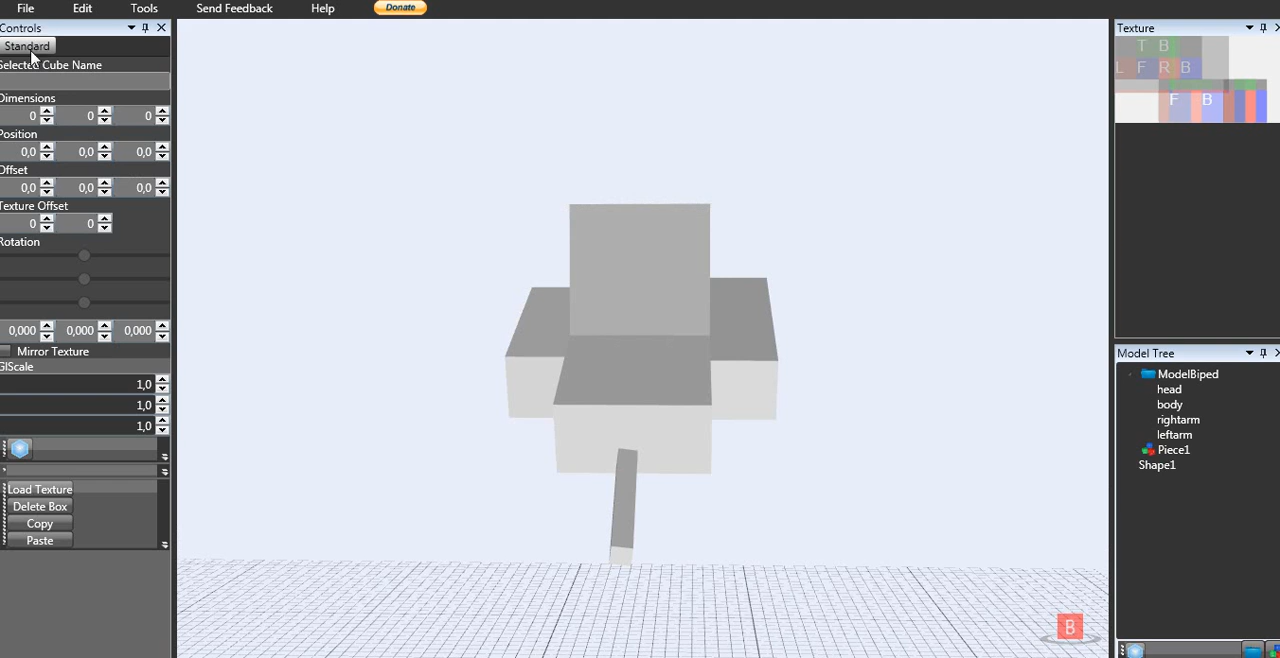 File Edit Tools Send Feedback Help Donate
Controls
Standard
Selected Cube Name
Dimensions
0 0 0
Position
0,0 0,0 0,0
Offset
0,0 0,0 0,0
Texture Offset
0 0
Rotation
0,000 0,000 0,000
Mirror Texture
GlScale
1,0
1,0
1,0
Load Texture
Delete Box
Copy
Paste
B
Texture
T B
L F R B
F B
Model Tree
ModelBiped
head
body
rightarm
leftarm
Piece1
Shape1